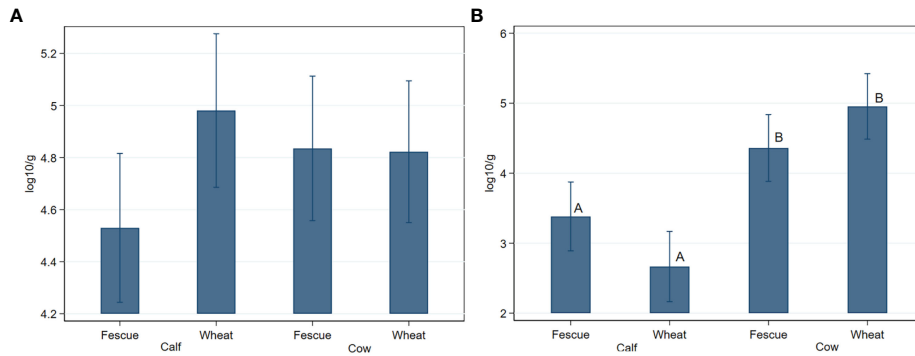 A
log10/g
5.2
5
4.8
4.6
4.4
4.2
Fescue Wheat Fescue Wheat
Calf Cow
B
log10/g
6
5
4
3
2
A
A
B
B
Fescue Wheat Fescue Wheat
Calf Cow